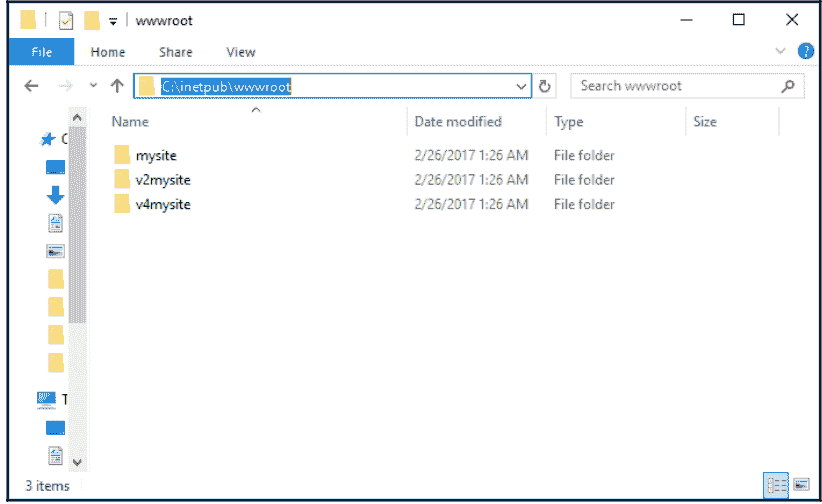 wwwroot
File Home Share View
C:\inetpub\wwwroot Search wwwroot
Name Date modified Type Size
mysite 2/26/2017 1:26 AM File folder
v2mysite 2/26/2017 1:26 AM File folder
v4mysite 2/26/2017 1:26 AM File folder
3 items